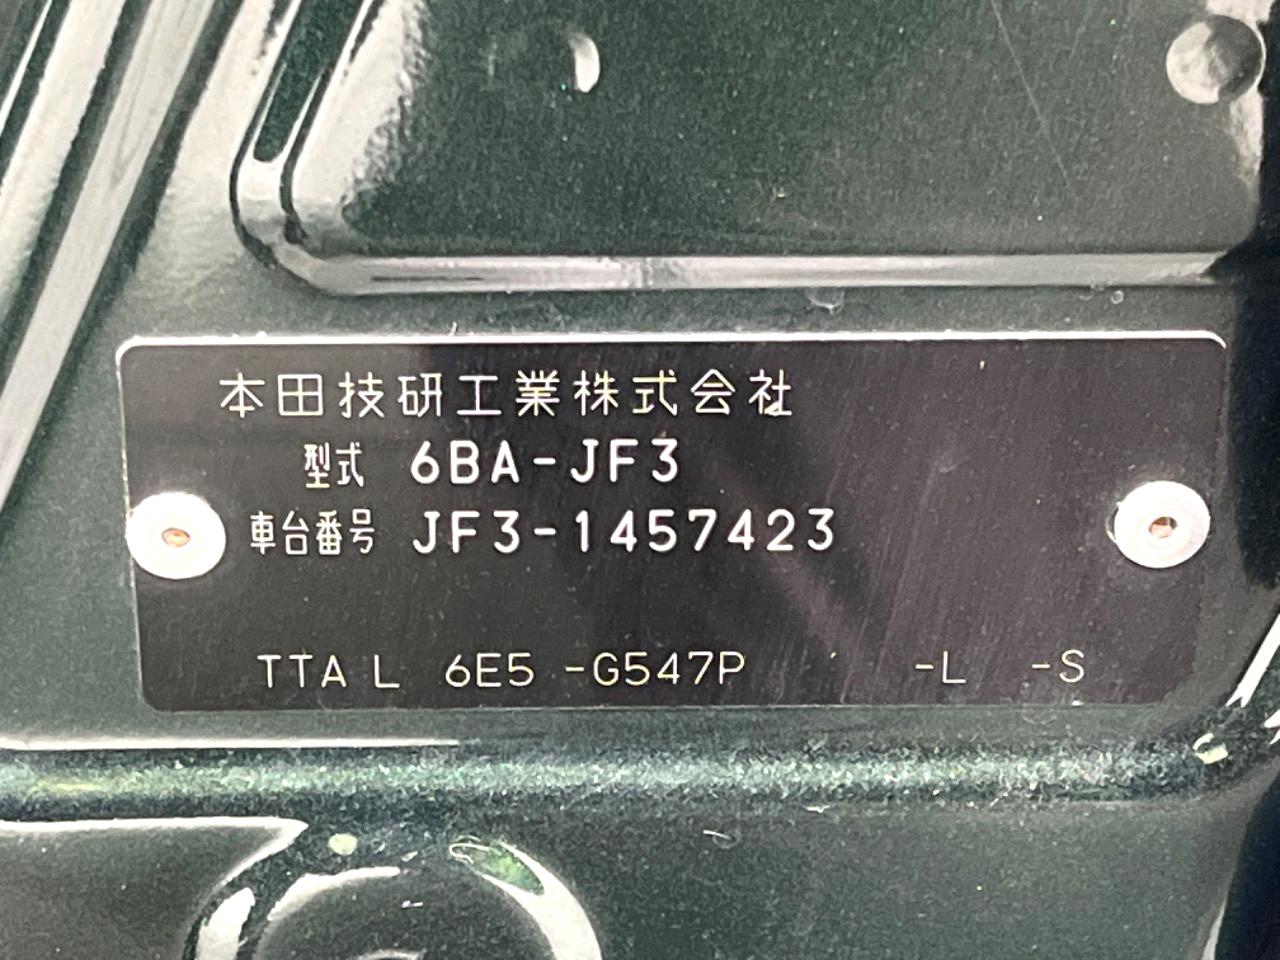 本田技研工業株式会社
型式 6BA-JF3
車台番号 JF3-1457423
TTA L 6E5 -G547P -L -S